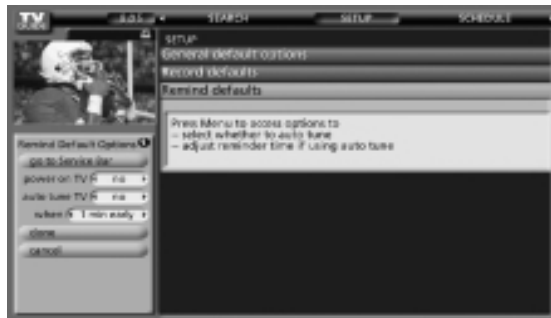 TV GUIDE 8:05 SEARCH SETUP SCHEDULE
SETUP
General default options
Record defaults
Remind defaults
Press Menu to access options to
– select whether to auto tune
– adjust reminder time if using auto tune
Remind Default Options
go to Service Bar
power on TV no
auto tune TV no
when 1 min early
done
cancel